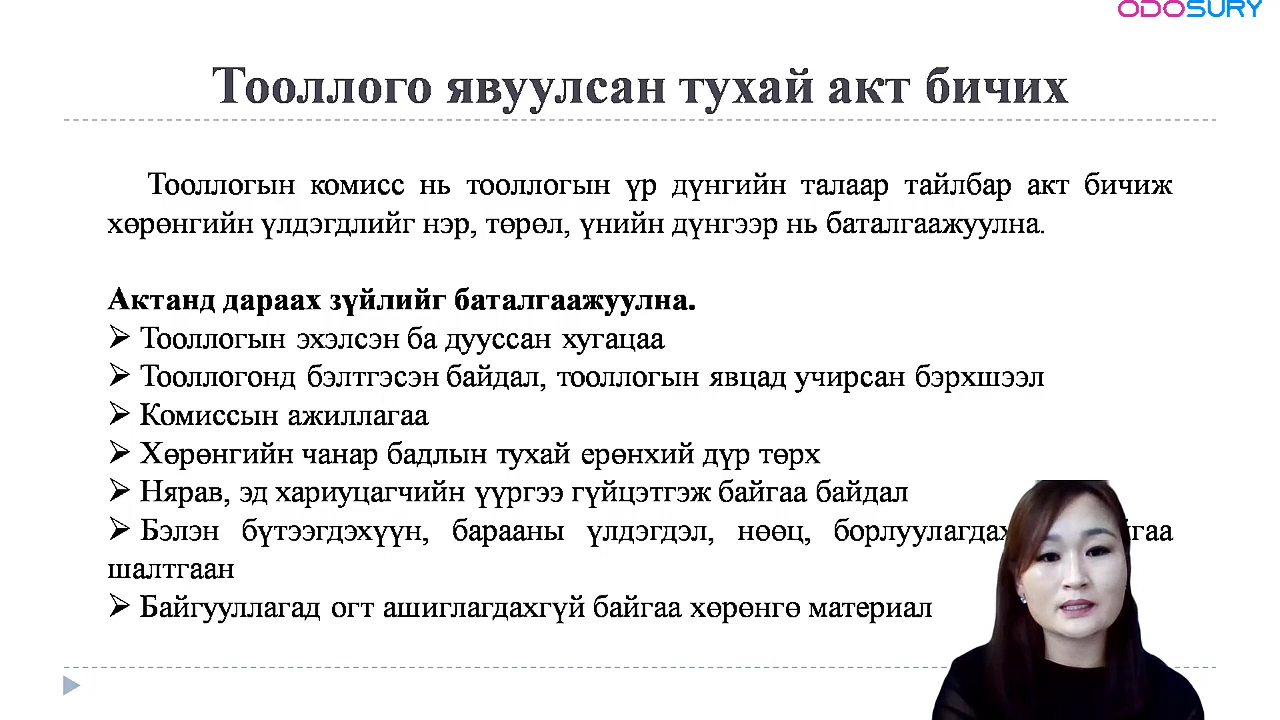 ODOSURY
Тооллого явуулсан тухай акт бичих
Тооллогын комисс нь тооллогын үр дүнгийн талаар тайлбар акт бичиж
хөрөнгийн үлдэгдлийг нэр, төрөл, үнийн дүнгээр нь баталгаажуулна.
Актанд дараах зүйлийг баталгаажуулна.
➢ Тооллогын эхэлсэн ба дууссан хугацаа
➢ Тооллогонд бэлтгэсэн байдал, тооллогын явцад учирсан бэрхшээл
➢ Комиссын ажиллагаа
➢ Хөрөнгийн чанар бадлын тухай ерөнхий дүр төрх
➢ Нярав, эд хариуцагчийн үүргээ гүйцэтгэж байгаа байдал
➢ Бэлэн бүтээгдэхүүн, барааны үлдэгдэл, нөөц,
шалтгаан
➢ Байгууллагад огт ашиглагдахгүй байгаа хөрөнгө материал